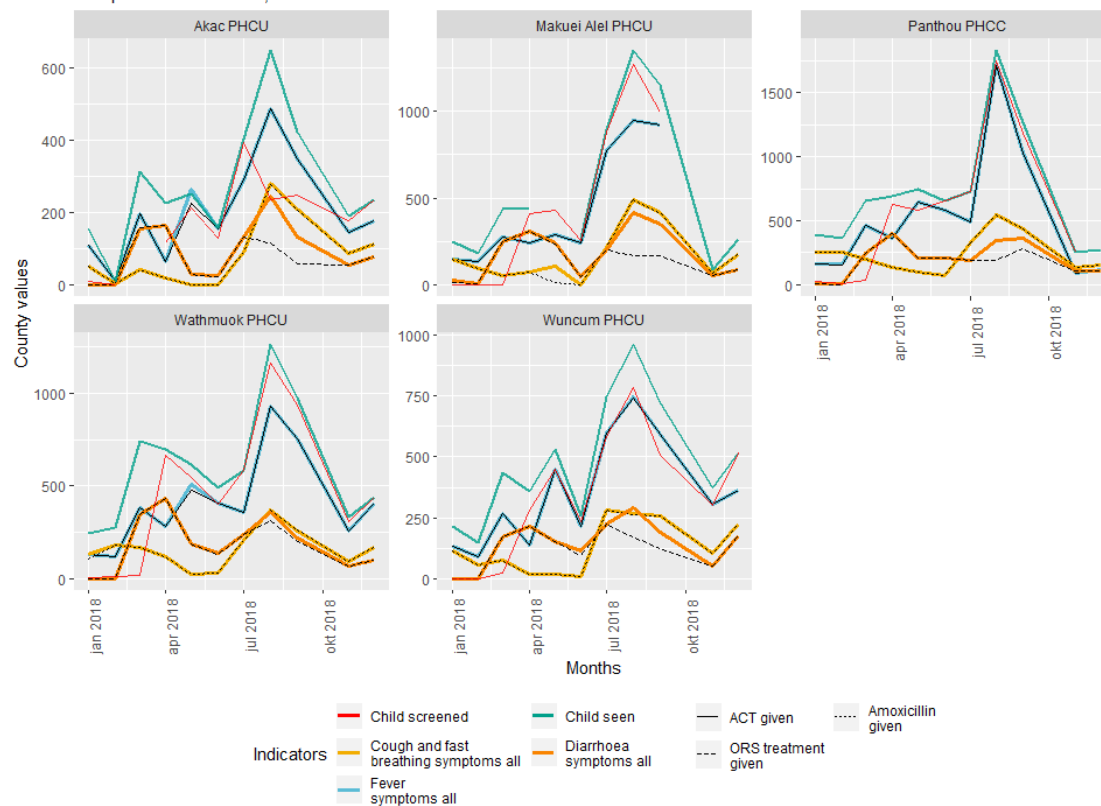 Akac PHCU
Makuei Alel PHCU
Panthou PHCC
600
400
200
0
1000
500
0
1500
1000
500
0
jan 2018
apr 2018
jul 2018
okt 2018
Wathmuok PHCU
Wuncum PHCU
1000
500
0
1000
750
500
250
0
County values
jan 2018
apr 2018
jul 2018
okt 2018
jan 2018
apr 2018
jul 2018
okt 2018
Months
Indicators
Child screened
Cough and fast
breathing symptoms all
Fever
symptoms all
Child seen
Diarrhoea
symptoms all
ACT given
ORS treatment
given
Amoxicillin
given